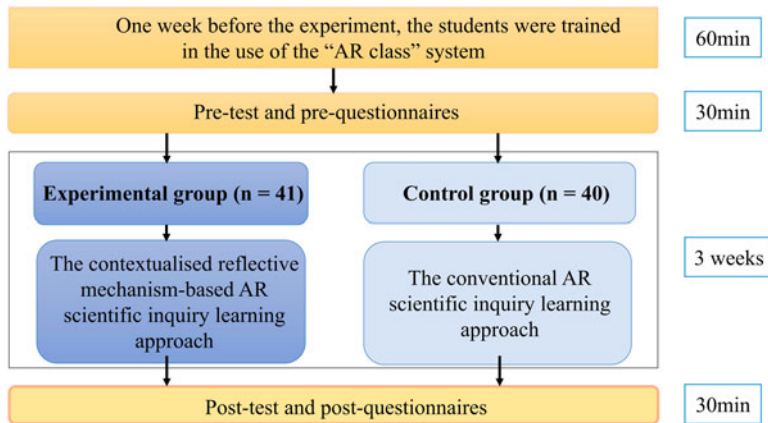 One week before the experiment, the students were trained
in the use of the “AR class” system
60min
Pre-test and pre-questionnaires
30min
Experimental group (n = 41)
Control group (n = 40)
The contextualised reflective
mechanism-based AR
scientific inquiry learning
approach
The conventional AR
scientific inquiry learning
approach
3 weeks
Post-test and post-questionnaires
30min